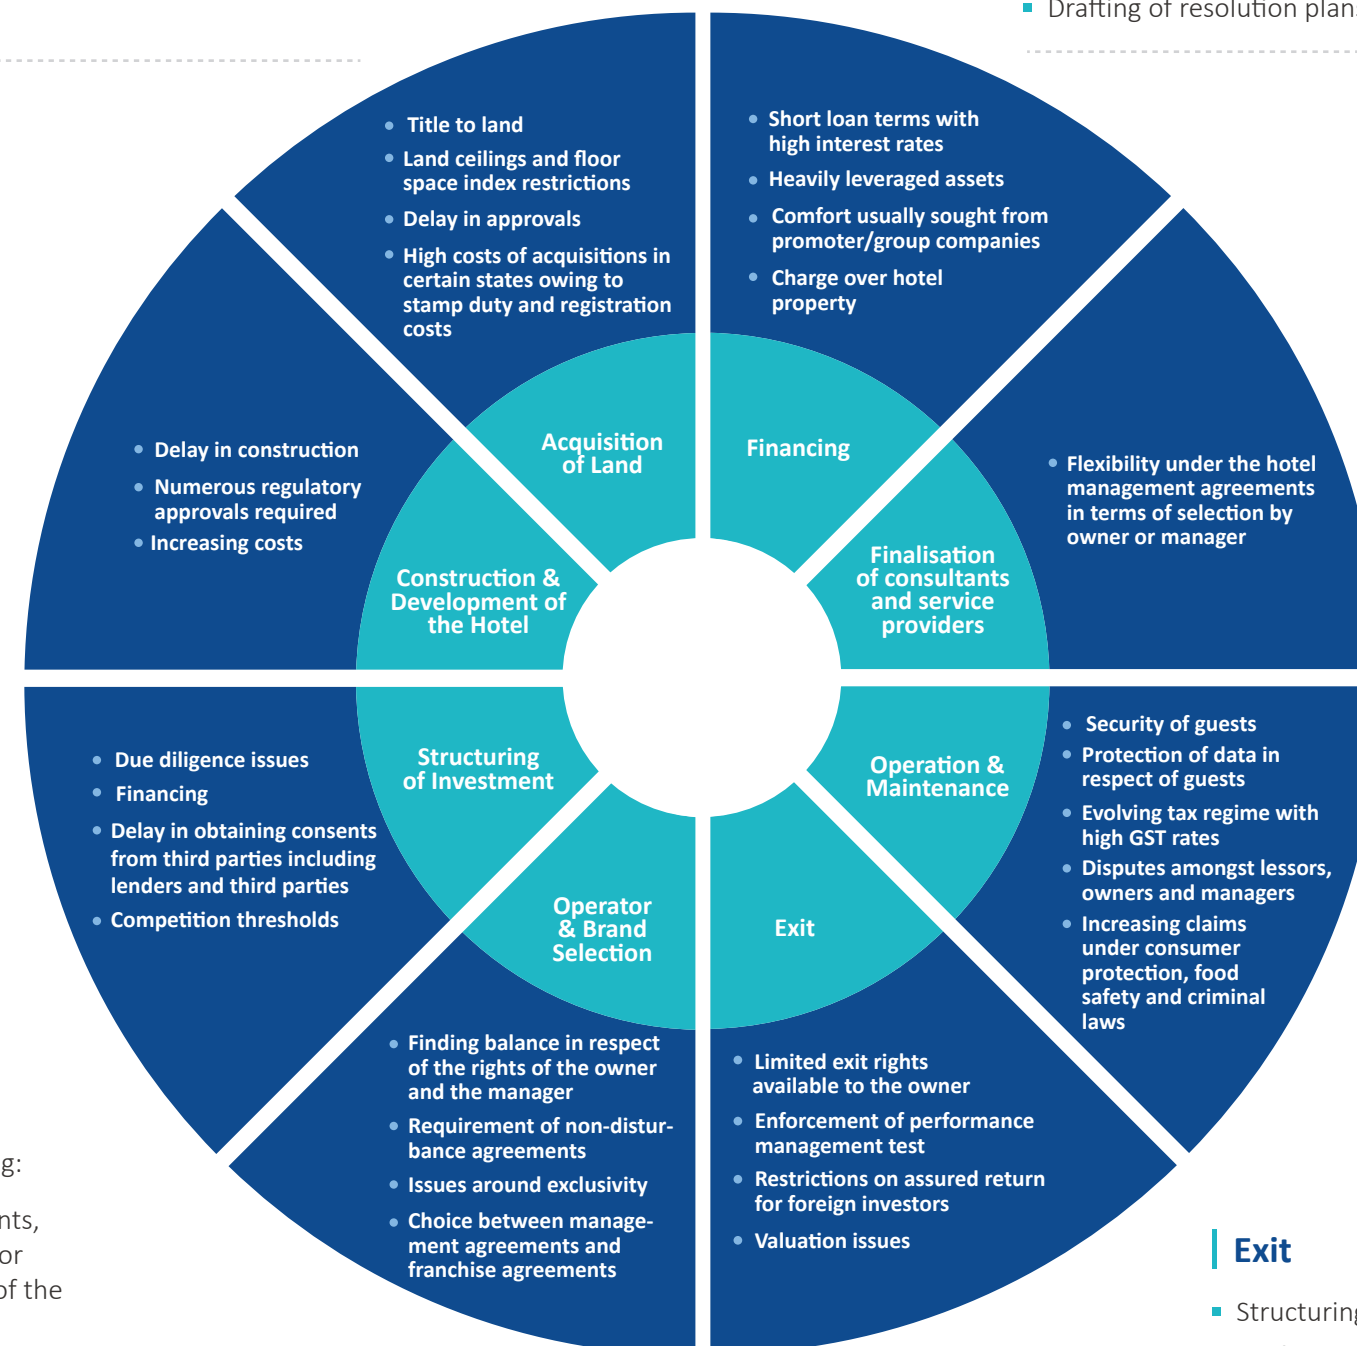 Drafting of resolution plans
Title to land
Land ceilings and floor
space index restrictions
Delay in approvals
High costs of acquisitions in
certain states owing to
stamp duty and registration
costs
Acquisition
of Land
Short loan terms with
high interest rates
Heavily leveraged assets
Comfort usually sought from
promoter/group companies
Charge over hotel
property
Financing
Flexibility under the hotel
management agreements
in terms of selection by
owner or manager
Finalisation
of consultants
and service
providers
Security of guests
Protection of data in
respect of guests
Evolving tax regime with
high GST rates
Disputes amongst lessors,
owners and managers
Increasing claims
under consumer
protection, food
safety and criminal
laws
Operation &
Maintenance
Exit
Limited exit rights
available to the owner
Enforcement of performance
management test
Restrictions on assured return
for foreign investors
Valuation issues
Operator
& Brand
Selection
Finding balance in respect
of the rights of the owner
and the manager
Requirement of non-distur-
bance agreements
Issues around exclusivity
Choice between manage-
ment agreements and
franchise agreements
Structuring
of Investment
Due diligence issues
Financing
Delay in obtaining consents
from third parties including
lenders and third parties
Competition thresholds
Construction &
Development of
the Hotel
Delay in construction
Numerous regulatory
approvals required
Increasing costs
g:
nts,
or
of the
Exit
Structuring